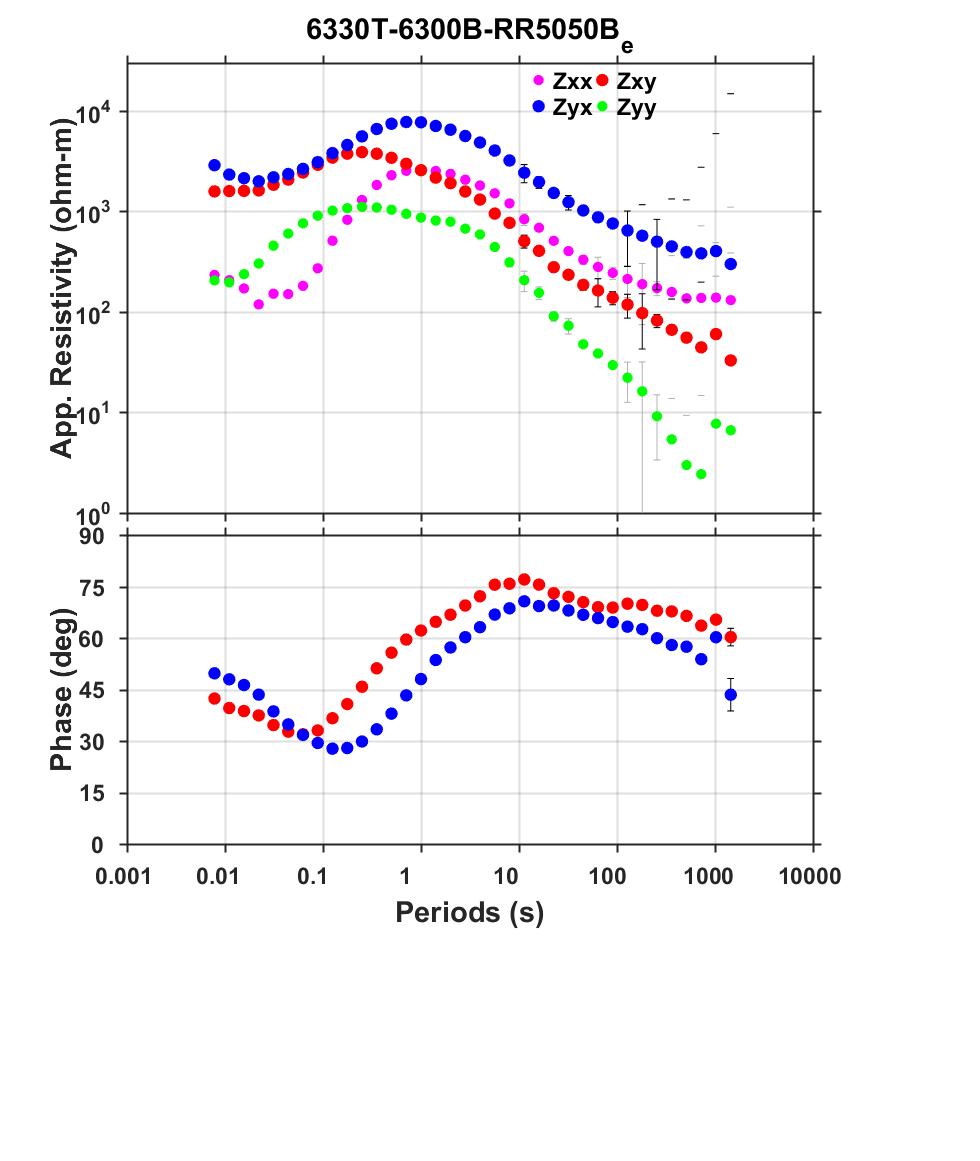 6330T-6300B-RR5050Be
Zxx Zxy
Zyx Zyy
App. Resistivity (ohm-m)
10^4
10^3
10^2
10^1
10^0
Phase (deg)
90
75
60
45
30
15
0
0.001 0.01 0.1 1 10 100 1000 10000
Periods (s)